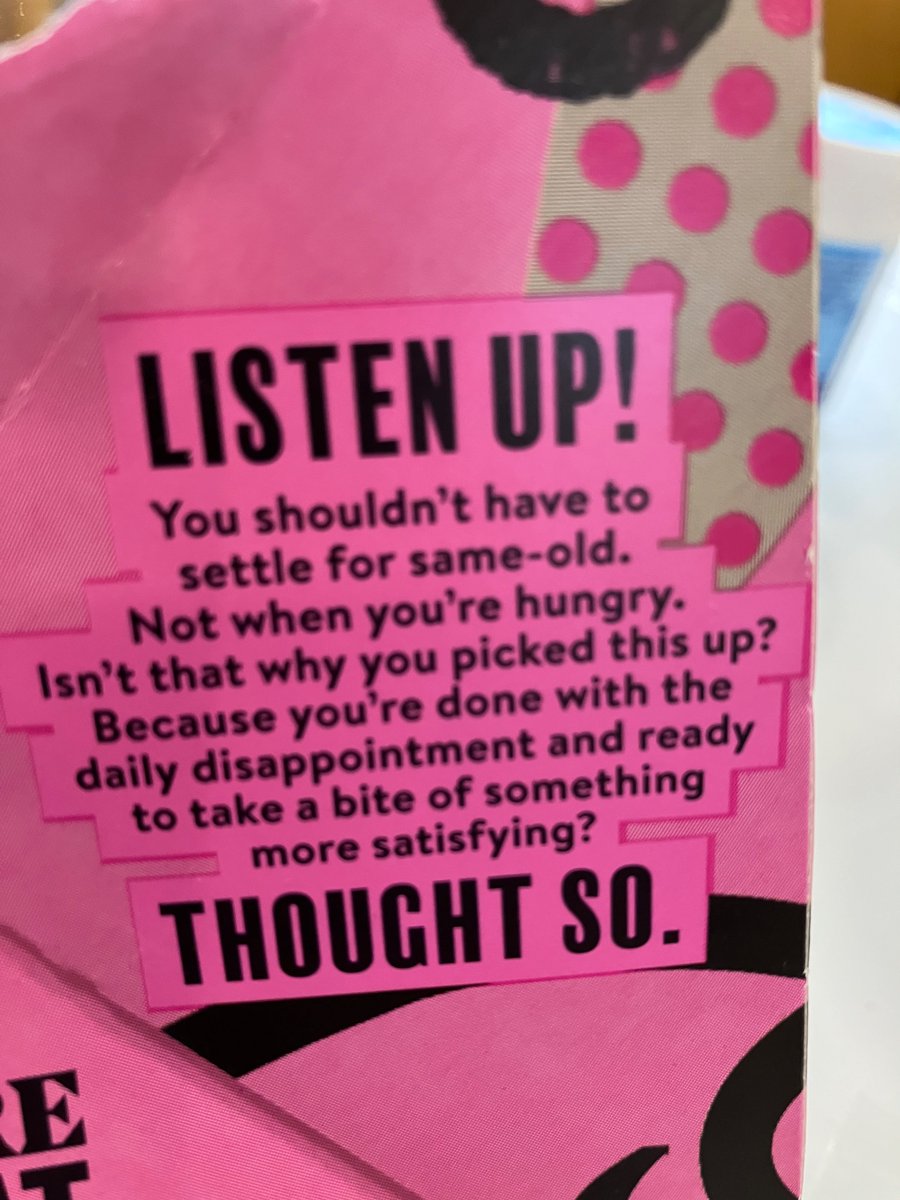 LISTEN UP!
You shouldn't have to
settle for same-old.
Not when you're hungry.
Isn't that why you picked this up?
Because you're done with the
daily disappointment and ready
to take a bite of something
more satisfying?
THOUGHT SO.